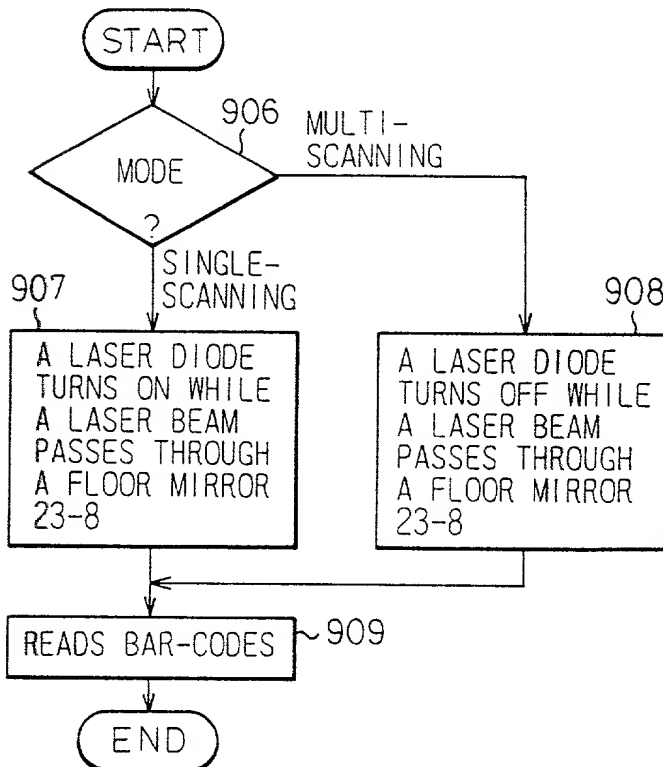 START
906
MULTI-
SCANNING
MODE
?
SINGLE-
SCANNING
907
A LASER DIODE
TURNS ON WHILE
A LASER BEAM
PASSES THROUGH
A FLOOR MIRROR
23-8
908
A LASER DIODE
TURNS OFF WHILE
A LASER BEAM
PASSES THROUGH
A FLOOR MIRROR
23-8
READS BAR-CODES
909
END